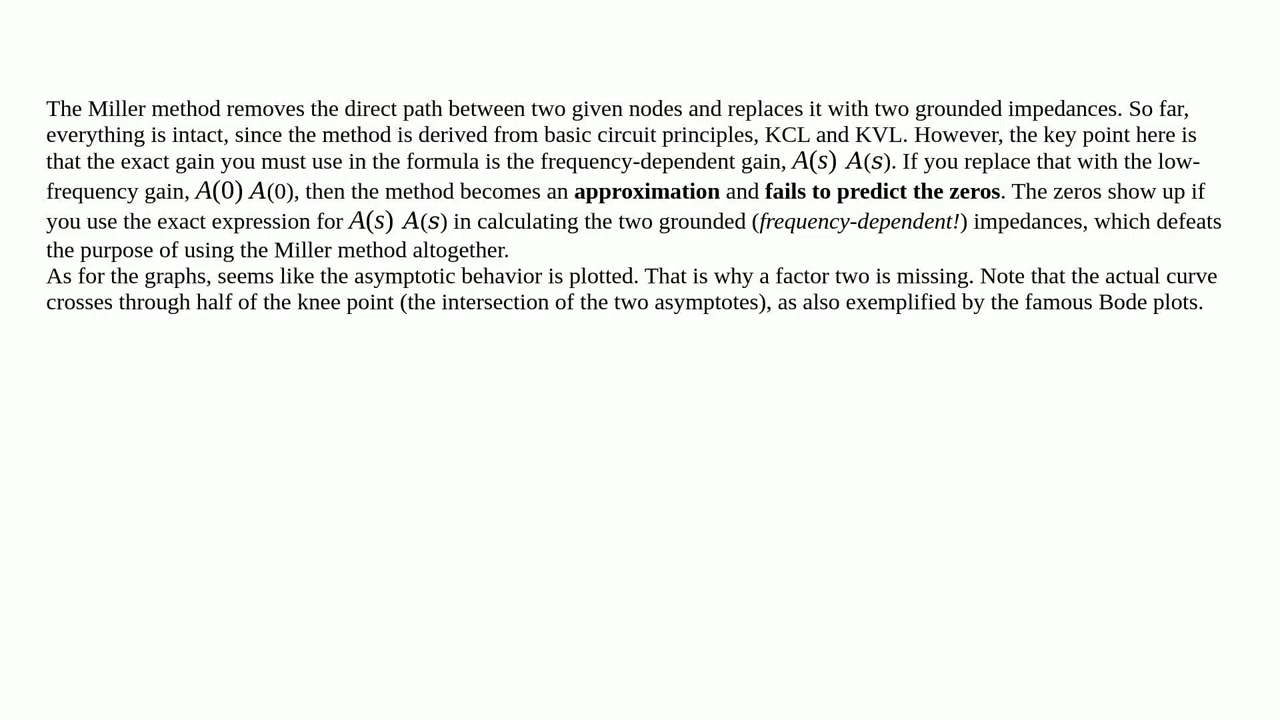 The Miller method removes the direct path between two given nodes and replaces it with two grounded impedances. So far,
everything is intact, since the method is derived from basic circuit principles, KCL and KVL. However, the key point here is
that the exact gain you must use in the formula is the frequency-dependent gain, A(s) A(s). If you replace that with the low-
frequency gain, A(0) A(0), then the method becomes an approximation and fails to predict the zeros. The zeros show up if
you use the exact expression for A(s) A(s) in calculating the two grounded (frequency-dependent!) impedances, which defeats
the purpose of using the Miller method altogether.
As for the graphs, seems like the asymptotic behavior is plotted. That is why a factor two is missing. Note that the actual curve
crosses through half of the knee point (the intersection of the two asymptotes), as also exemplified by the famous Bode plots.